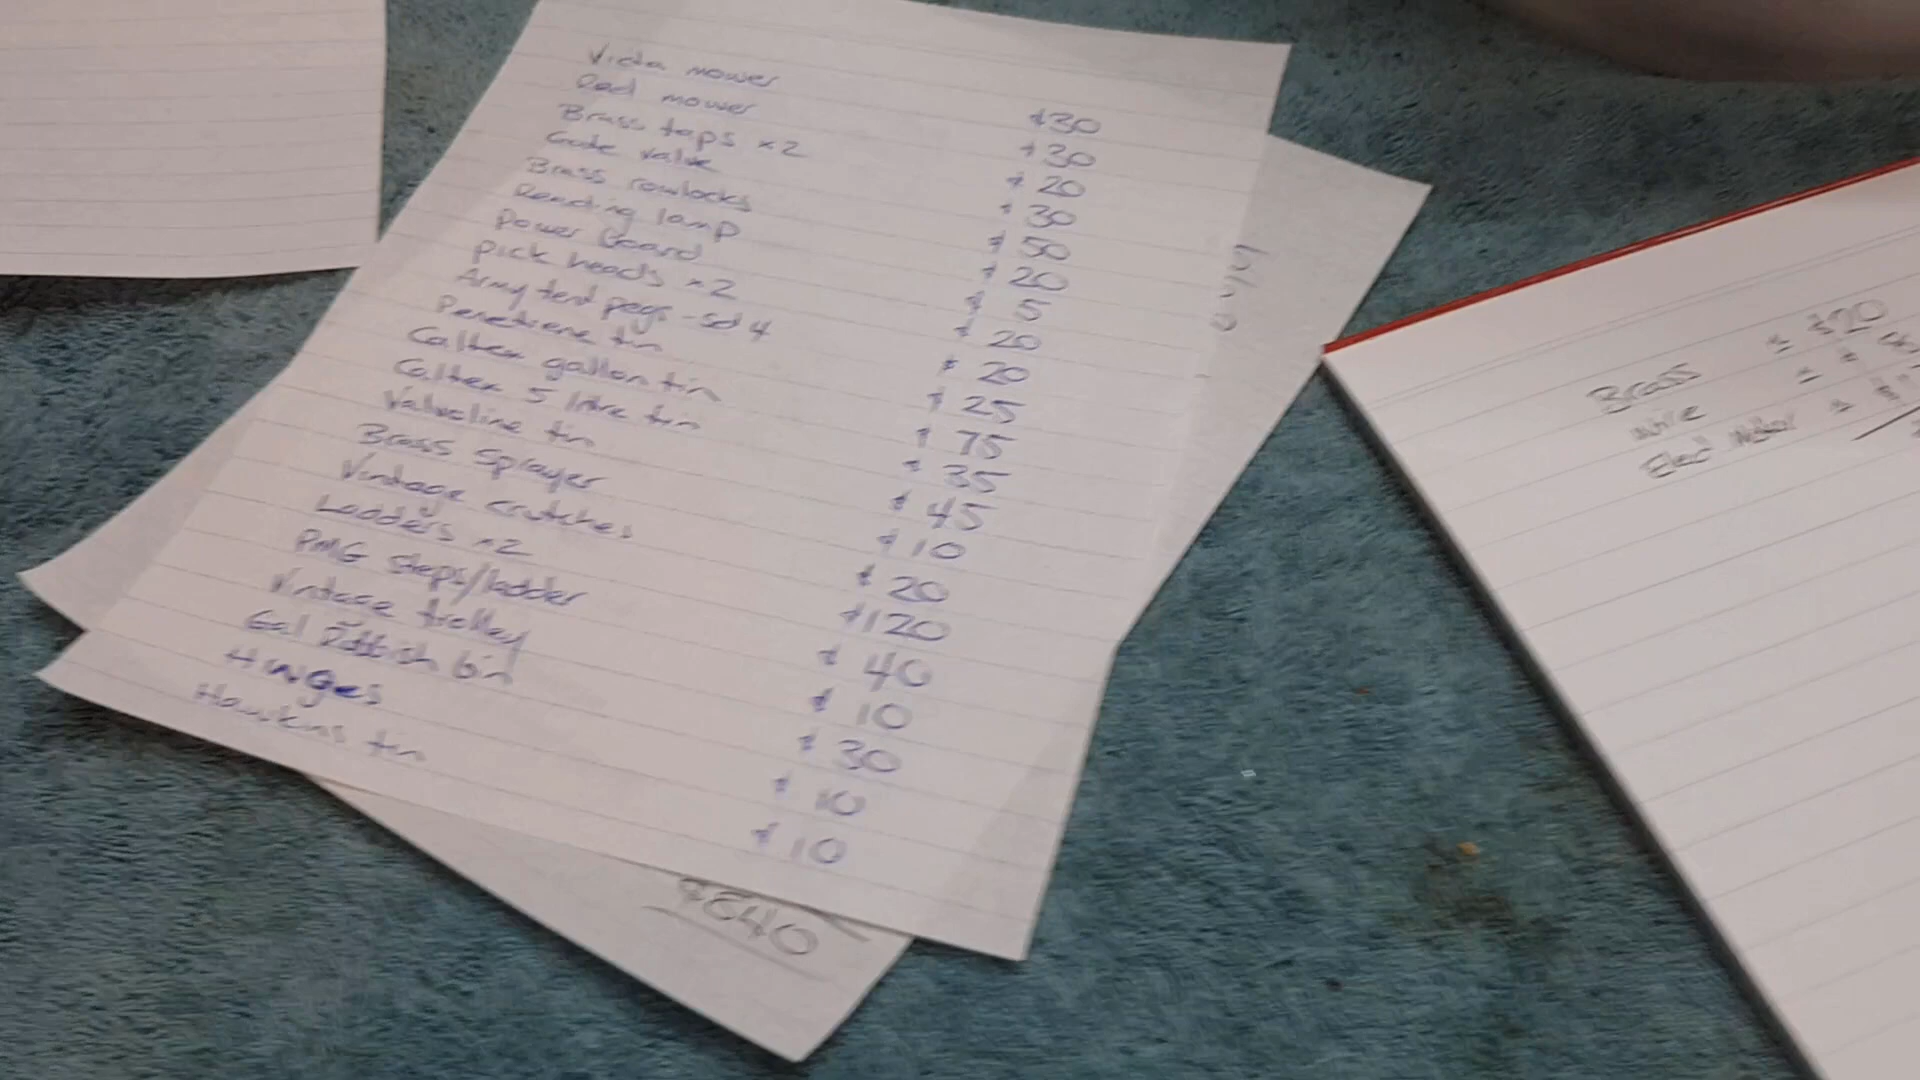 Victa mower $30
Red mower $30
Brass taps x2 $20
Gate valve $30
Brass rowlocks $50
Reading lamp $20
Power Board $5
Pick heads x2 $20
Army tent pegs - set 4 $20
Penetrene tin $25
Caltex gallon tin $75
Caltex 5 litre tin $35
Valvoline tin $45
Brass Sprayer $10
Vintage crutches $20
Ladders x2 $120
PMG Steps/ladder $40
Vintage trolley $10
Gal Rubbish bin $30
Hinges $10
Hawkins tin $10
$640
Brass = $20
wire =
Elec Motor =